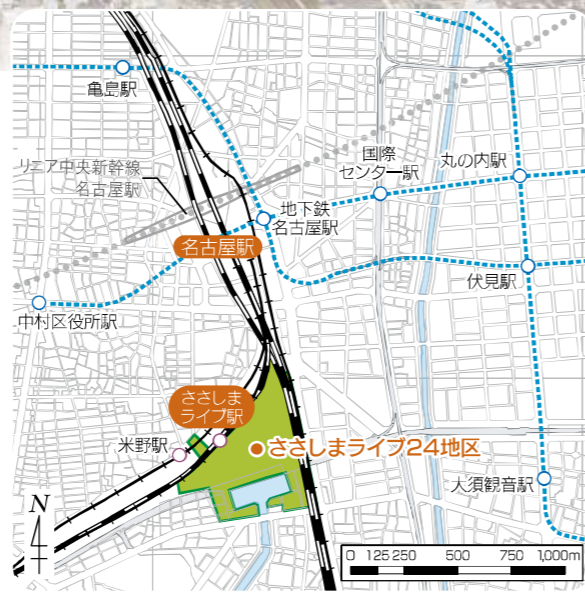 亀島駅
リニア中央新幹線
名古屋駅
国際
センター駅
丸の内駅
地下鉄
名古屋駅
名古屋駅
伏見駅
中村区役所駅
ささしま
ライブ駅
米野駅
ささしまライブ24地区
大須観音駅
N
0 125 250 500 750 1,000m